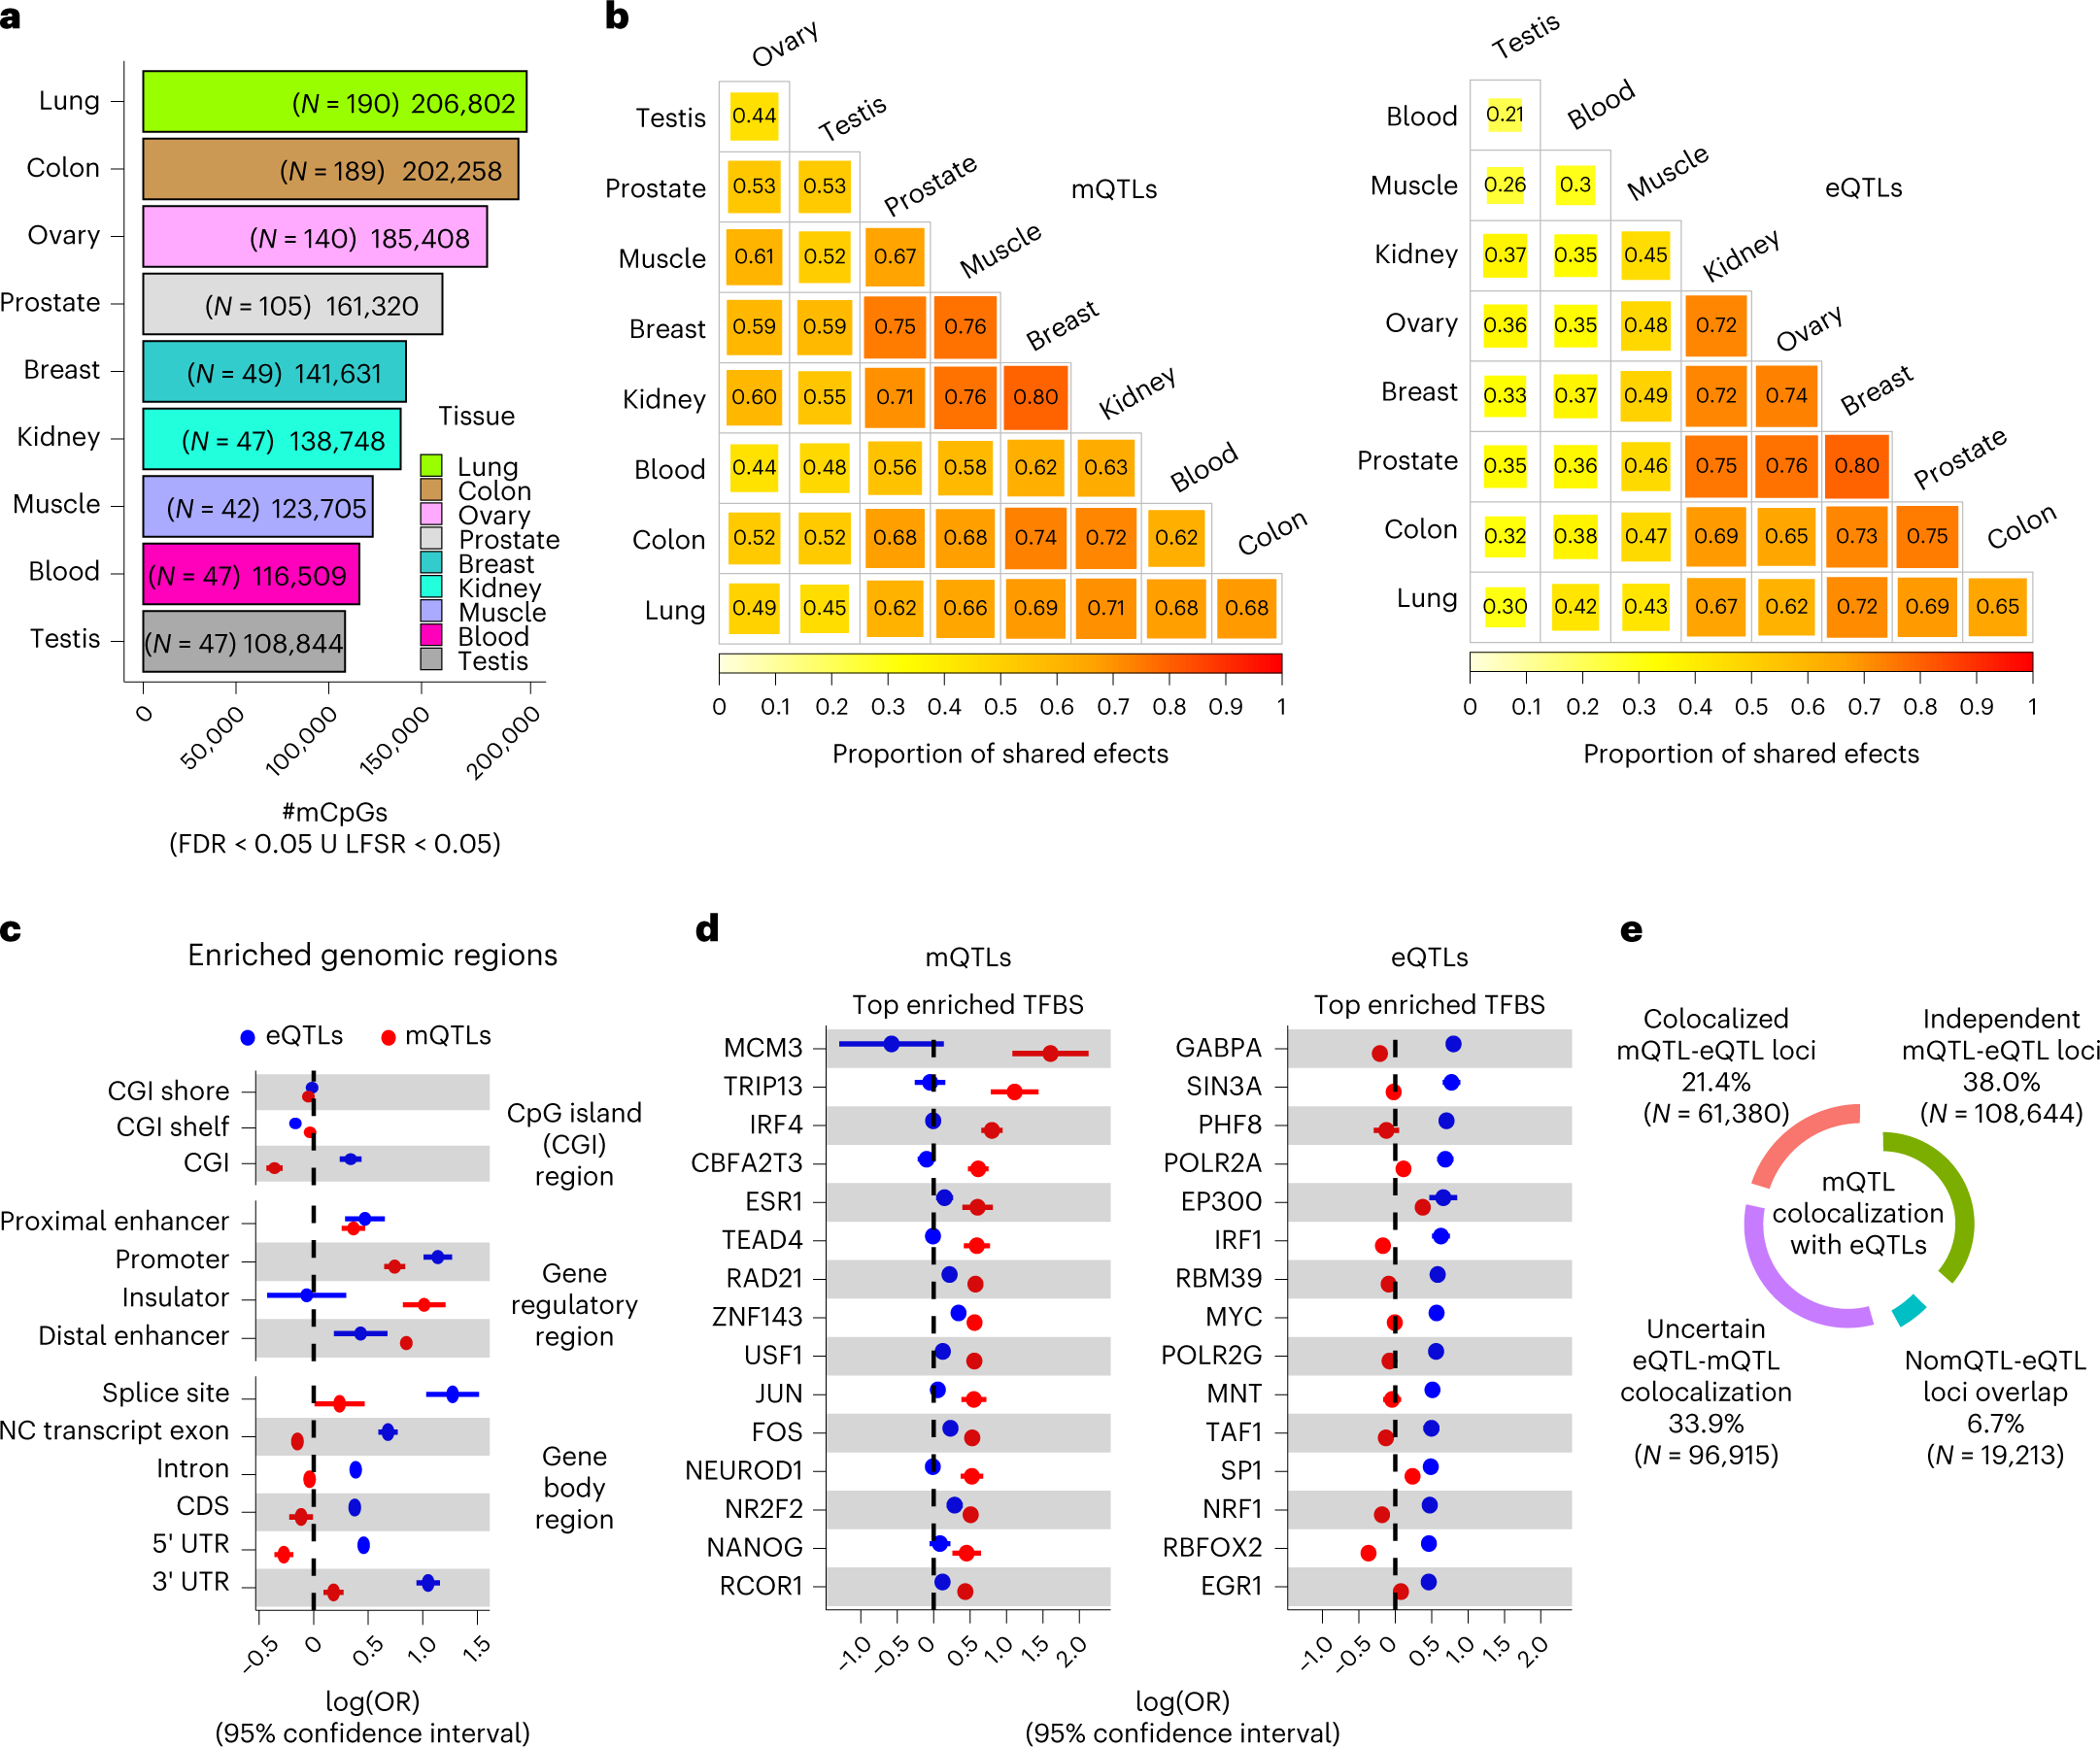 a
Lung
(N = 190) 206,802
Colon
(N = 189) 202,258
Ovary
(N = 140) 185,408
Prostate
(N = 105) 161,320
Breast
(N = 49) 141,631
Kidney
(N = 47) 138,748
Muscle
(N = 42) 123,705
Blood
(N = 47) 116,509
Testis
(N = 47) 108,844
Tissue
Lung
Colon
Ovary
Prostate
Breast
Kidney
Muscle
Blood
Testis
0 50,000 100,000 150,000 200,000
#mCpGs
(FDR < 0.05 U LFSR < 0.05)
b
mQTLs
Ovary
Testis 0.44 Testis
Prostate 0.53 0.53 Prostate
Muscle 0.61 0.52 0.67 Muscle
Breast 0.59 0.59 0.75 0.76 Breast
Kidney 0.60 0.55 0.71 0.76 0.80 Kidney
Blood 0.44 0.48 0.56 0.58 0.62 0.63 Blood
Colon 0.52 0.52 0.68 0.68 0.74 0.72 0.62 Colon
Lung 0.49 0.45 0.62 0.66 0.69 0.71 0.68 0.68
0 0.1 0.2 0.3 0.4 0.5 0.6 0.7 0.8 0.9 1
Proportion of shared efects
eQTLs
Testis
Blood 0.21 Blood
Muscle 0.26 0.3 Muscle
Kidney 0.37 0.35 0.45 Kidney
Ovary 0.36 0.35 0.48 0.72 Ovary
Breast 0.33 0.37 0.49 0.72 0.74 Breast
Prostate 0.35 0.36 0.46 0.75 0.76 0.80 Prostate
Colon 0.32 0.38 0.47 0.69 0.65 0.73 0.75 Colon
Lung 0.30 0.42 0.43 0.67 0.62 0.72 0.69 0.65
0 0.1 0.2 0.3 0.4 0.5 0.6 0.7 0.8 0.9 1
Proportion of shared efects
c
Enriched genomic regions
eQTLs mQTLs
CGI shore
CGI shelf
CGI
CpG island
(CGI)
region
Proximal enhancer
Promoter
Insulator
Distal enhancer
Gene
regulatory
region
Splice site
NC transcript exon
Intron
CDS
5' UTR
3' UTR
Gene
body
region
−0.5 0 0.5 1.0 1.5
log(OR)
(95% confidence interval)
d
mQTLs
Top enriched TFBS
MCM3
TRIP13
IRF4
CBFA2T3
ESR1
TEAD4
RAD21
ZNF143
USF1
JUN
FOS
NEUROD1
NR2F2
NANOG
RCOR1
−1.0 −0.5 0 0.5 1.0 1.5 2.0
eQTLs
Top enriched TFBS
GABPA
SIN3A
PHF8
POLR2A
EP300
IRF1
RBM39
MYC
POLR2G
MNT
TAF1
SP1
NRF1
RBFOX2
EGR1
−1.0 −0.5 0 0.5 1.0 1.5 2.0
log(OR)
(95% confidence interval)
e
Colocalized
mQTL-eQTL loci
21.4%
(N = 61,380)
Independent
mQTL-eQTL loci
38.0%
(N = 108,644)
mQTL
colocalization
with eQTLs
Uncertain
eQTL-mQTL
colocalization
33.9%
(N = 96,915)
NomQTL-eQTL
loci overlap
6.7%
(N = 19,213)